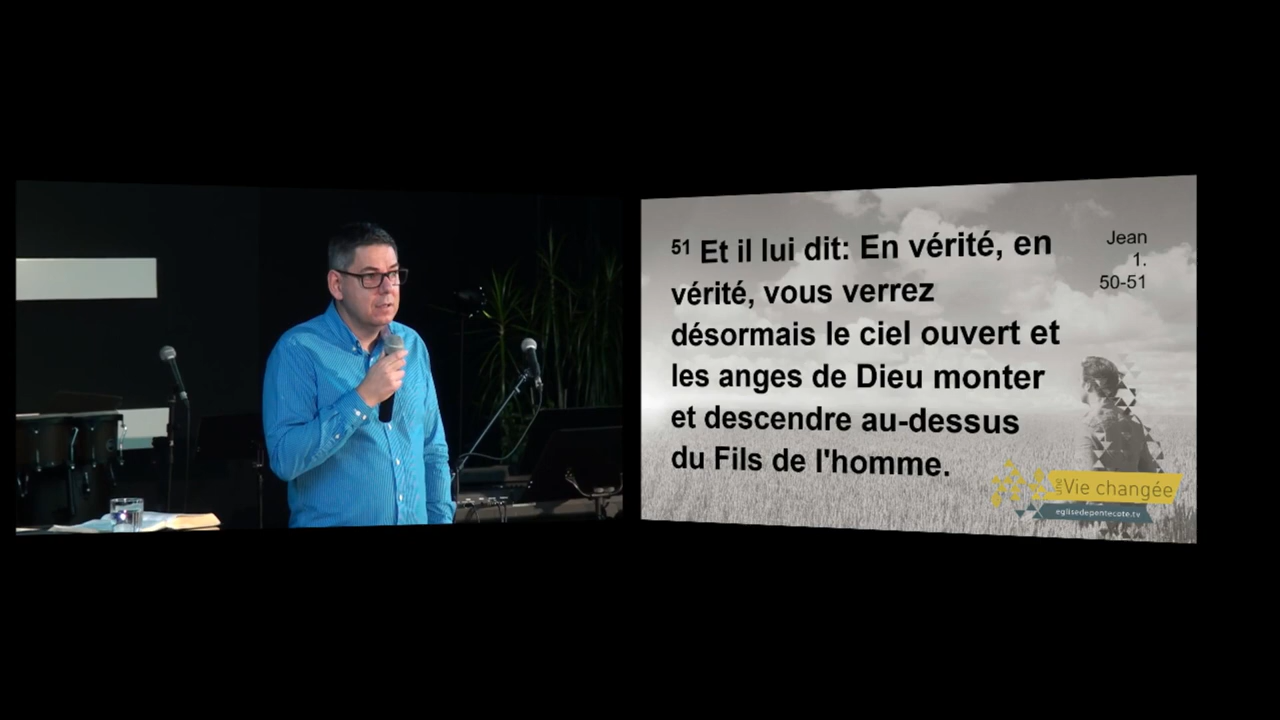 51 Et il lui dit: En vérité, en
vérité, vous verrez
désormais le ciel ouvert et
les anges de Dieu monter
et descendre au-dessus
du Fils de l'homme.
Jean
1.
50-51
une Vie changée
eglisedepentecote.tv